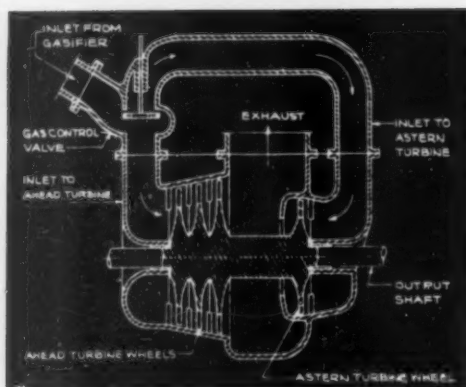 INLET FROM
GASIFIER
EXHAUST
GAS CONTROL
VALVE
INLET TO
ASTERN
TURBINE
INLET TO
AHEAD TURBINE
OUTPUT
SHAFT
AHEAD TURBINE WHEELS
ASTERN TURBINE WHEEL